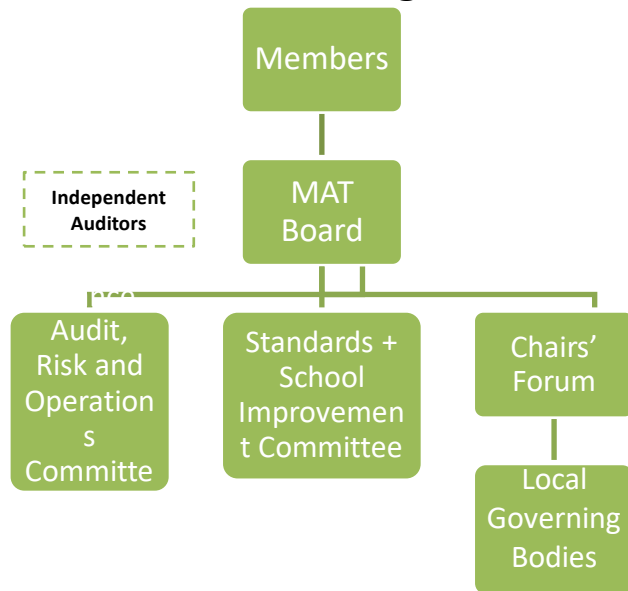 Members
MAT
Board
Independent
Auditors
Audit,
Risk and
Operation
s
Committe
Standards +
School
Improvemen
t Committee
Chairs’
Forum
Local
Governing
Bodies